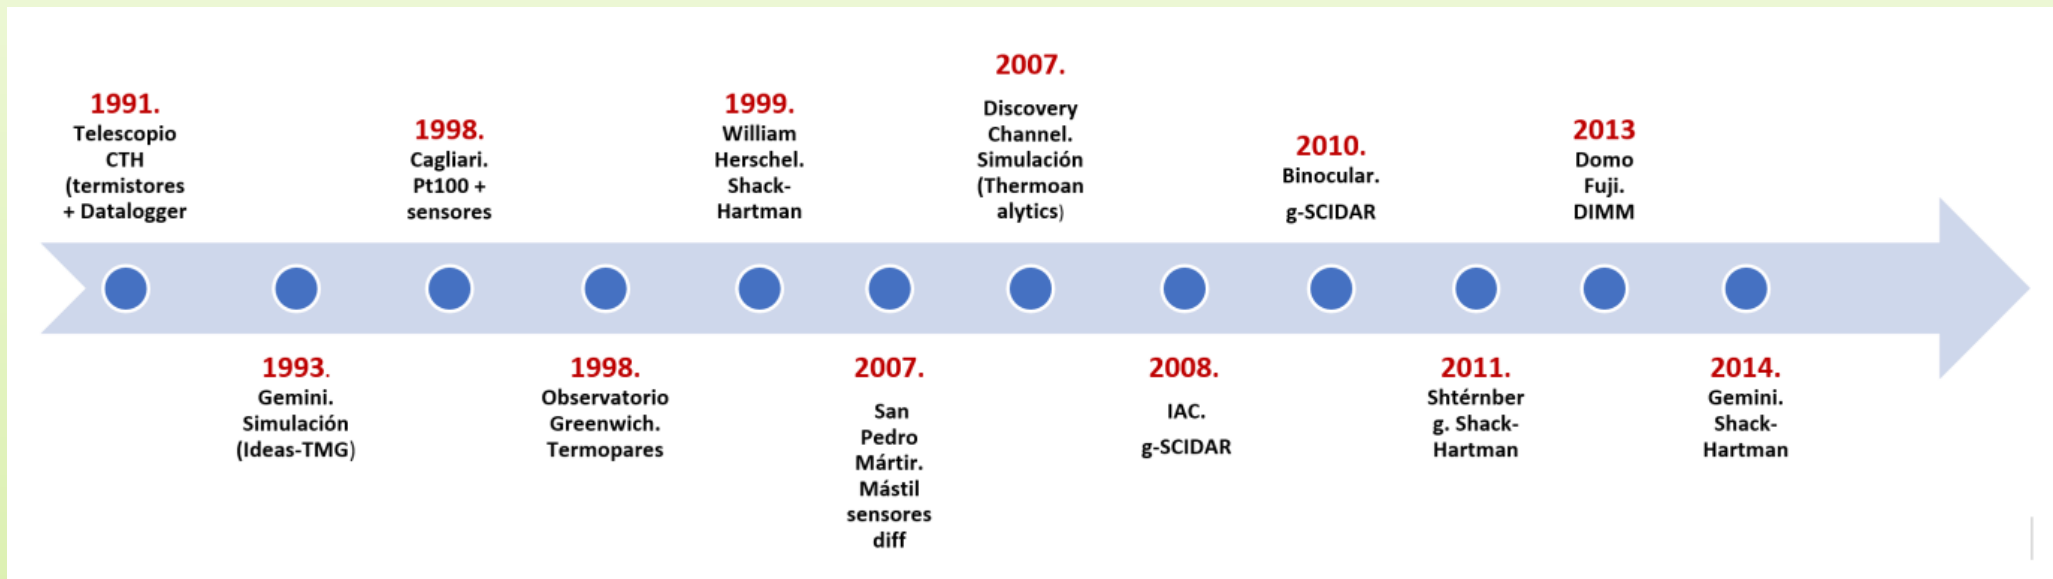 1991.
Telescopio
CTH
(termistores
+ Datalogger
1993.
Gemini.
Simulación
(Ideas-TMG)
1998.
Cagliari.
Pt100 +
sensores
1998.
Observatorio
Greenwich.
Termopares
1999.
William
Herschel.
Shack-
Hartman
2007.
San
Pedro
Mártir.
Mástil
sensores
diff
2007.
Discovery
Channel.
Simulación
(Thermoan
alytics)
2008.
IAC.
g-SCIDAR
2010.
Binocular.
g-SCIDAR
2011.
Shtérnber
g. Shack-
Hartman
2013
Domo
Fuji.
DIMM
2014.
Gemini.
Shack-
Hartman